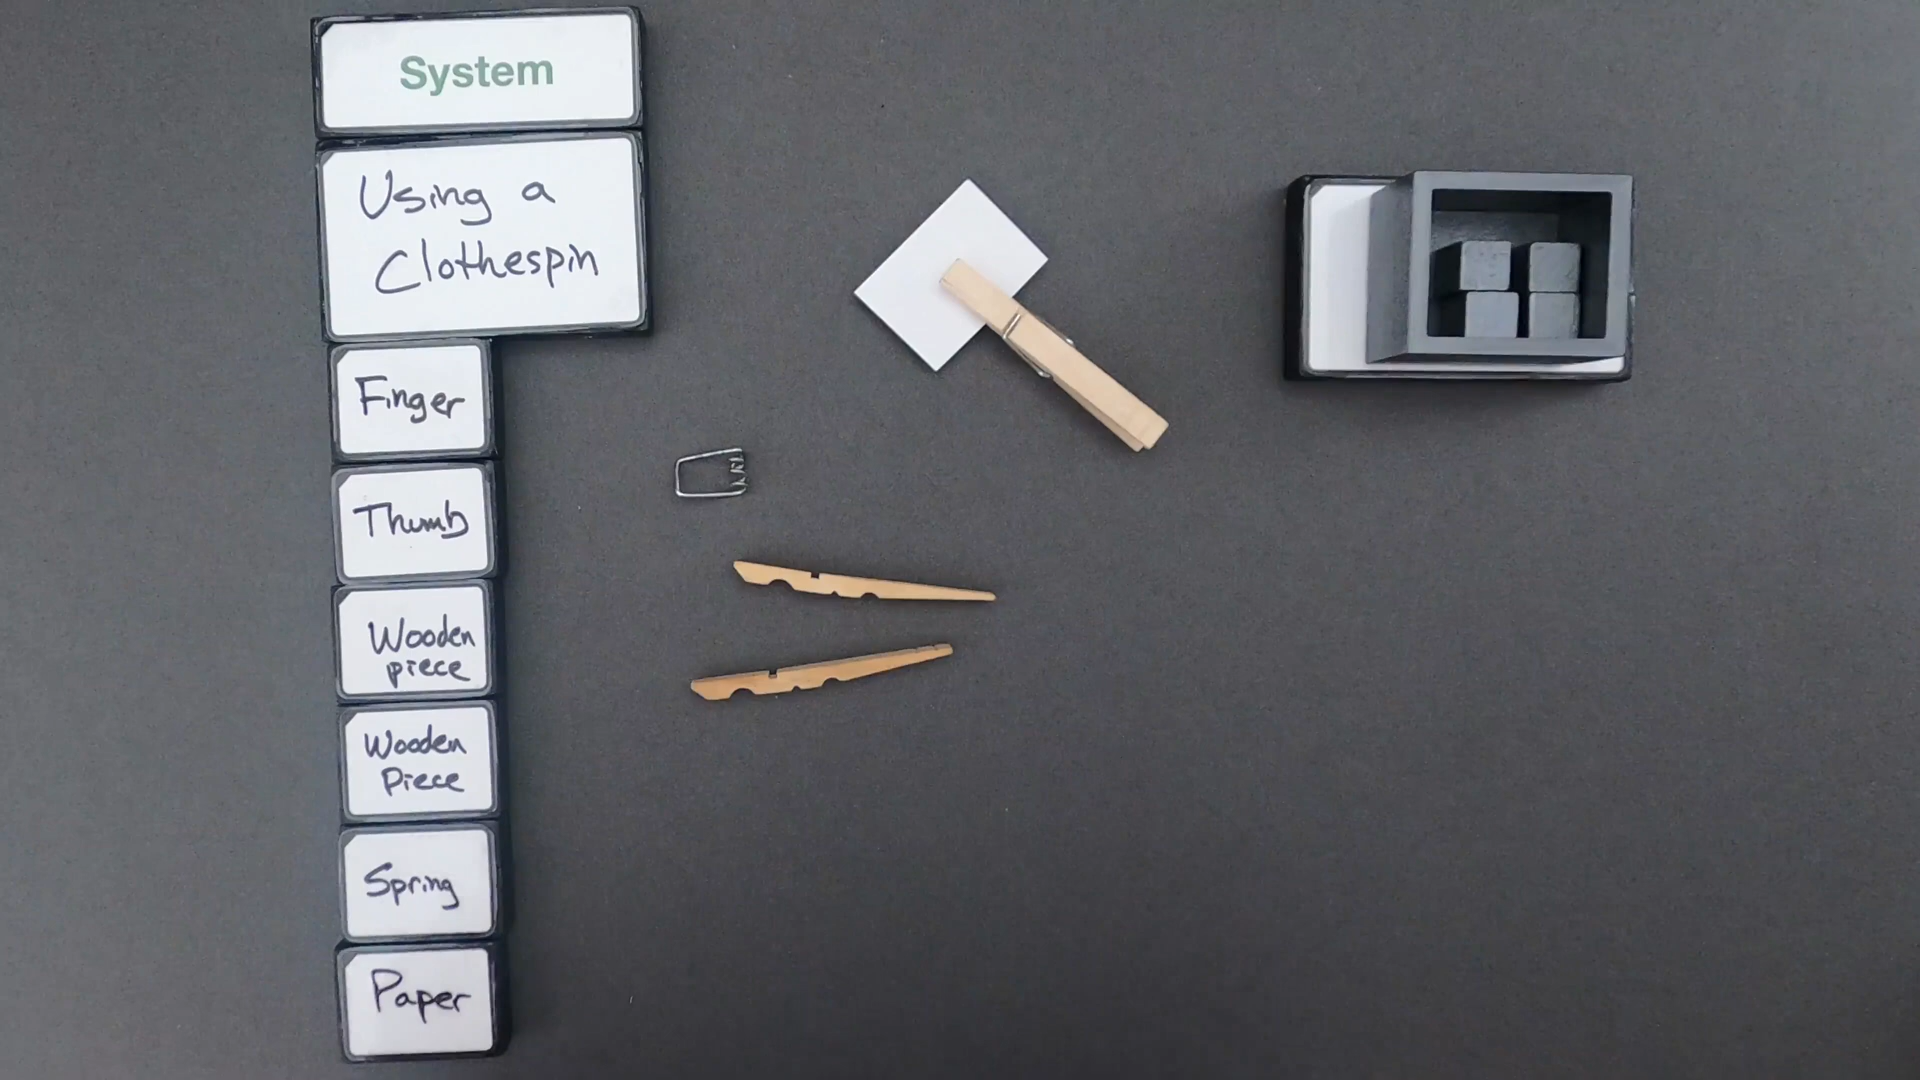 System
Using a
Clothespin
Finger
Thumb
Wooden
piece
Wooden
Piece
Spring
Paper